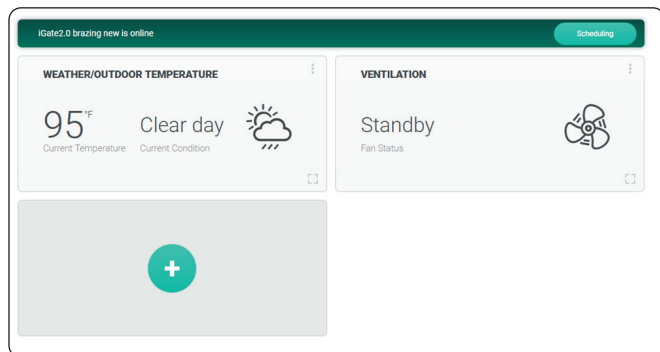 iGate2.0 brazing new is online
Scheduling
WEATHER/OUTDOOR TEMPERATURE
95°F
Clear day
Current Temperature
Current Condition
VENTILATION
Standby
Fan Status